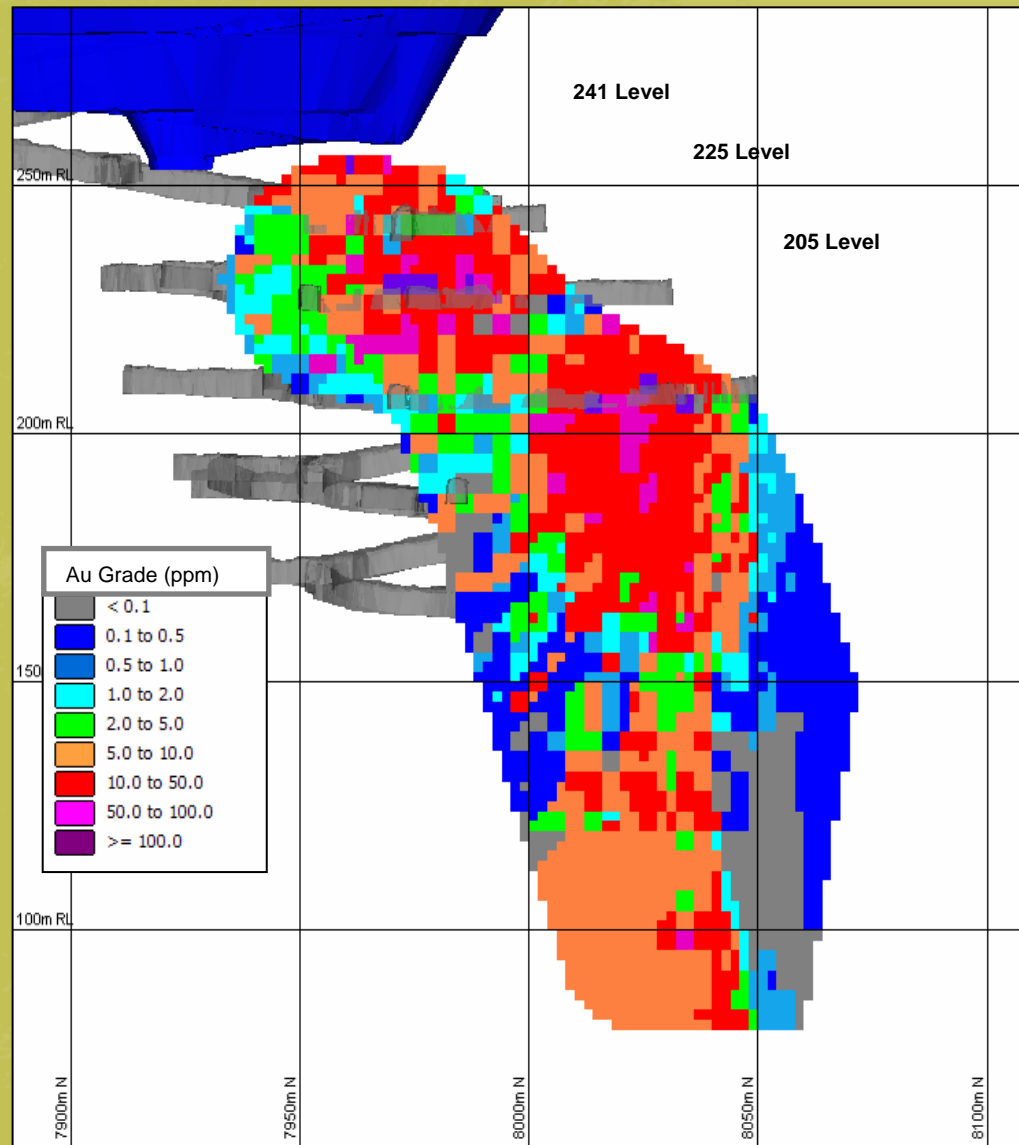 241 Level
225 Level
250m RL
205 Level
200m RL
Au Grade (ppm)
< 0.1
0.1 to 0.5
0.5 to 1.0
1.0 to 2.0
2.0 to 5.0
5.0 to 10.0
10.0 to 50.0
50.0 to 100.0
>= 100.0
150
100m RL
7900m N
7950m N
8000m N
8050m N
8100m N